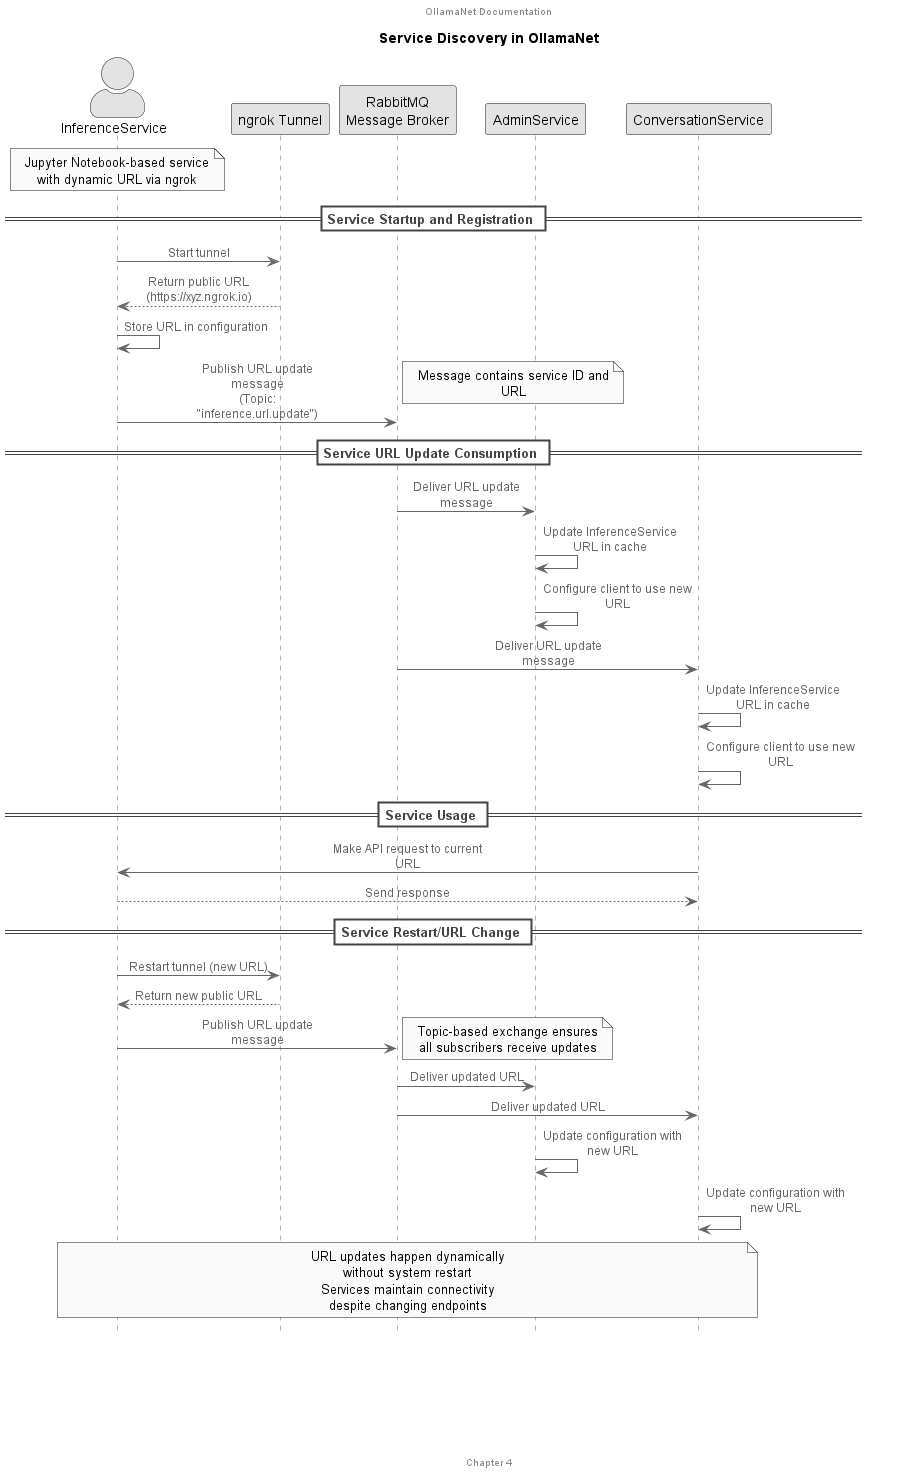 OllamaNet Documentation
Service Discovery in OllamaNet
InferenceService
ngrok Tunnel
RabbitMQ
Message Broker
AdminService
ConversationService
Jupyter Notebook-based service
with dynamic URL via ngrok
Service Startup and Registration
Start tunnel
Return public URL
(https://xyz.ngrok.io)
Store URL in configuration
Publish URL update
message
(Topic:
"inference.url.update")
Message contains service ID and
URL
Service URL Update Consumption
Deliver URL update
message
Update InferenceService
URL in cache
Configure client to use new
URL
Deliver URL update
message
Update InferenceService
URL in cache
Configure client to use new
URL
Service Usage
Make API request to current
URL
Send response
Service Restart/URL Change
Restart tunnel (new URL)
Return new public URL
Publish URL update
message
Topic-based exchange ensures
all subscribers receive updates
Deliver updated URL
Deliver updated URL
Update configuration with
new URL
Update configuration with
new URL
URL updates happen dynamically
without system restart
Services maintain connectivity
despite changing endpoints
Chapter 4